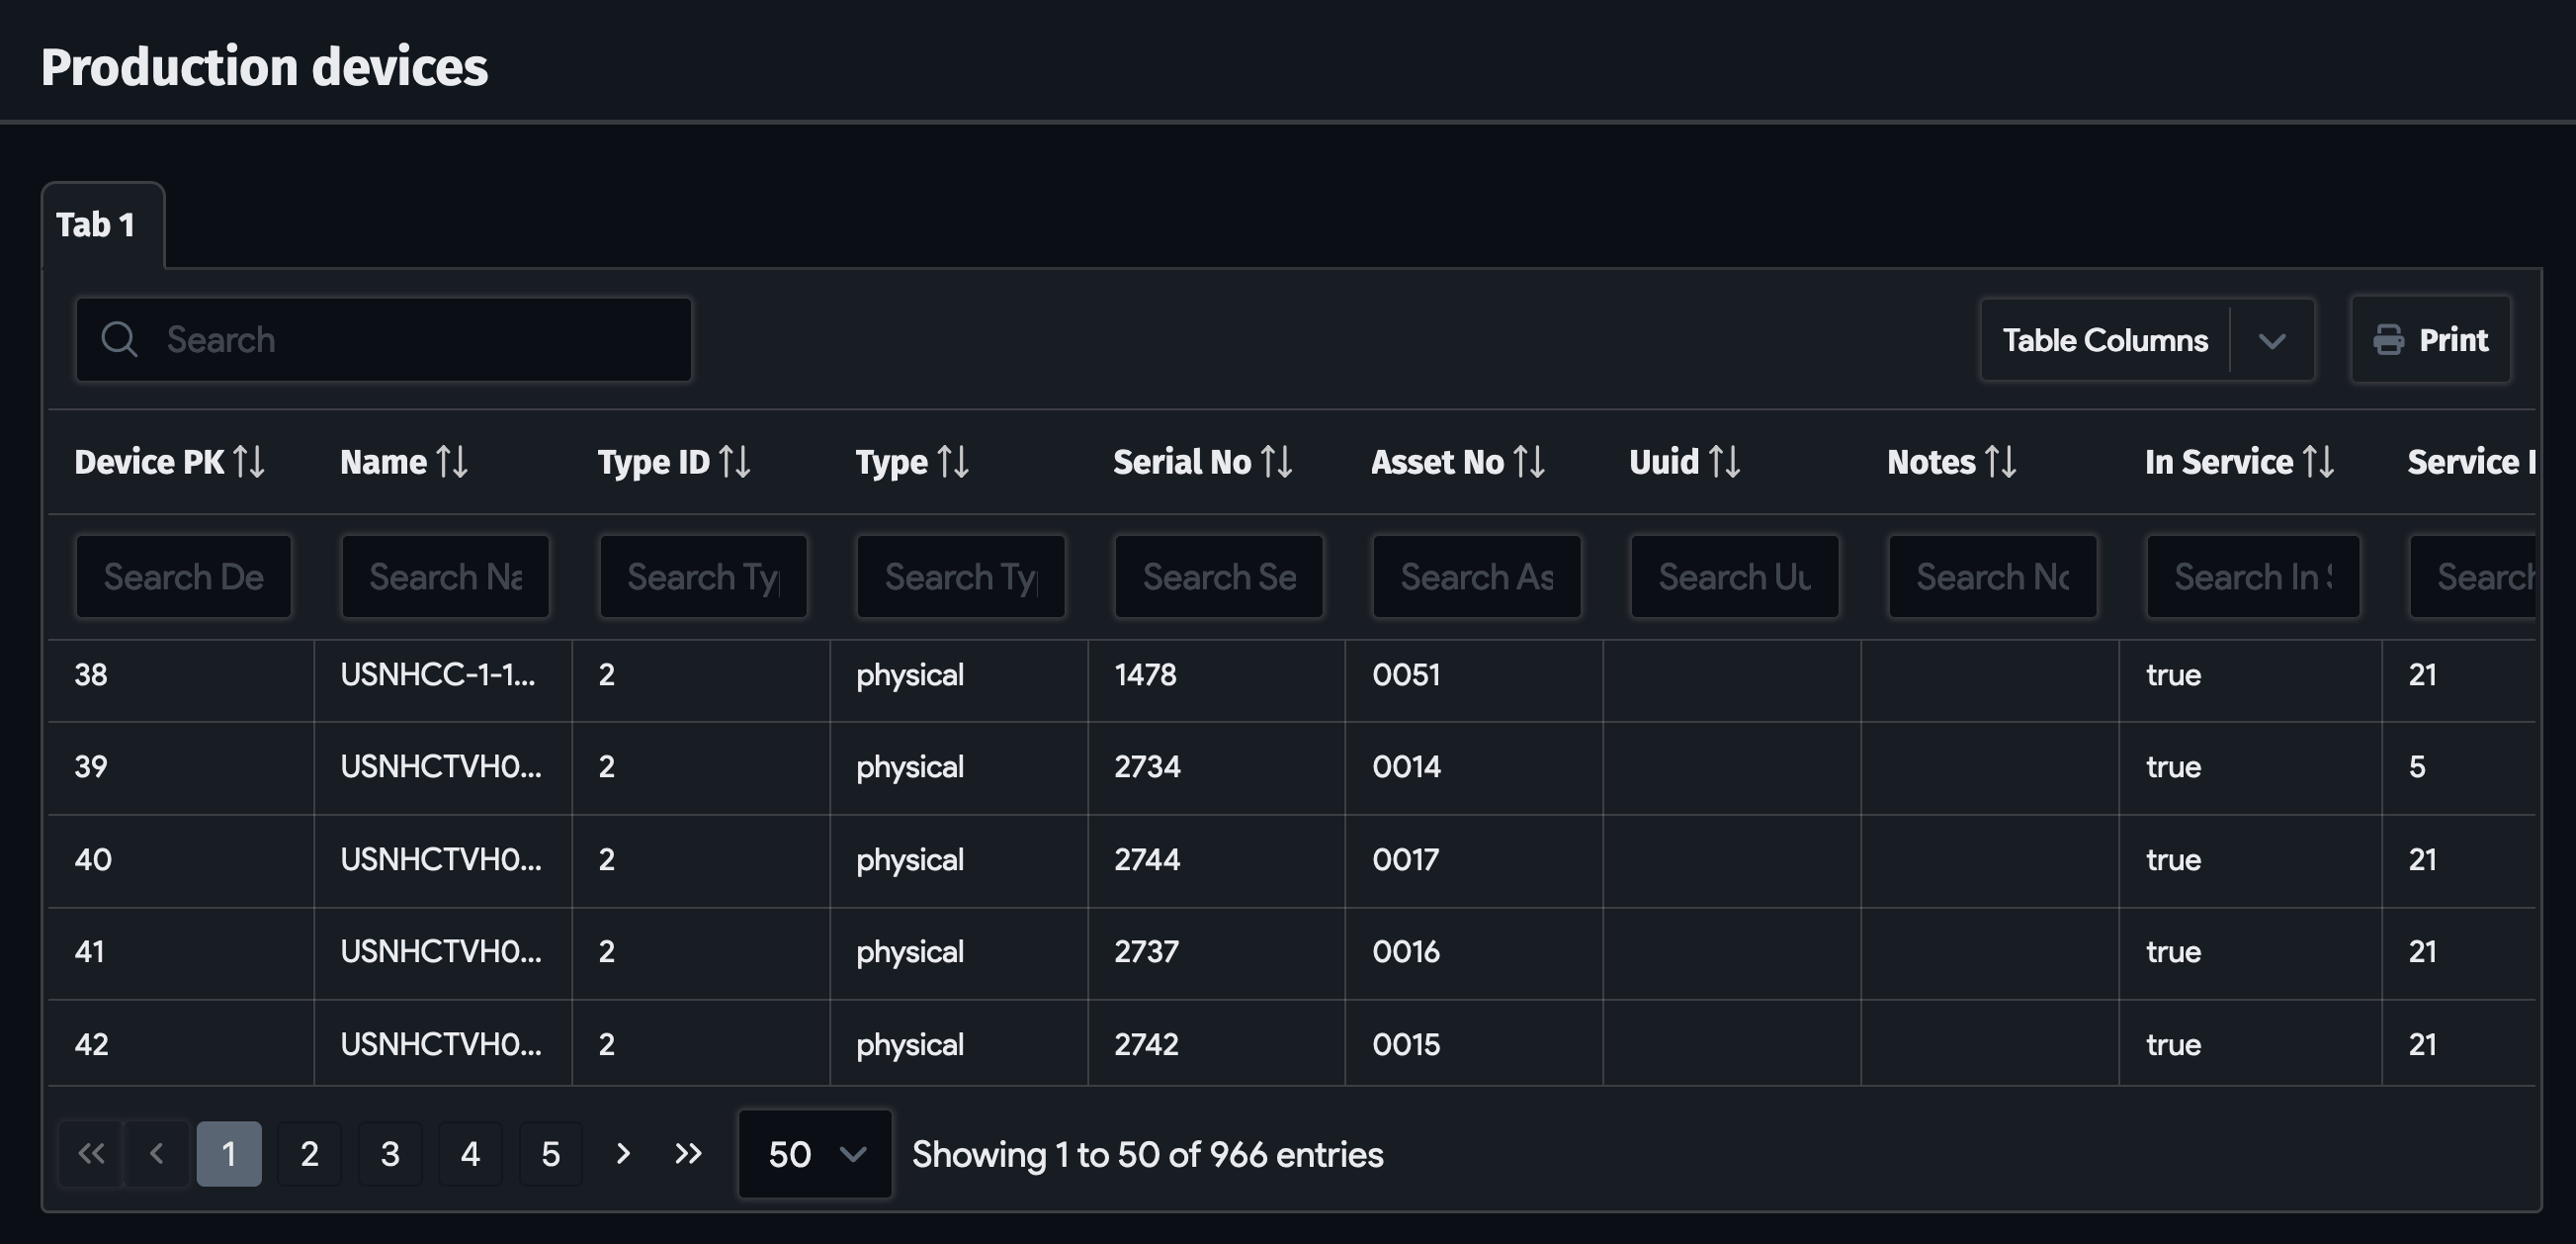 Production devices
Tab 1
Search
Table Columns
Print
Device PK Name Type ID Type Serial No Asset No Uuid Notes In Service Service
Search De Search Na Search Ty Search Ty Search Se Search As Search Uu Search No Search In Search
38 USNHCC-1-1... 2 physical 1478 0051 true 21
39 USNHCTVH0... 2 physical 2734 0014 true 5
40 USNHCTVH0... 2 physical 2744 0017 true 21
41 USNHCTVH0... 2 physical 2737 0016 true 21
42 USNHCTVH0... 2 physical 2742 0015 true 21
« ‹ 1 2 3 4 5 › » 50 Showing 1 to 50 of 966 entries